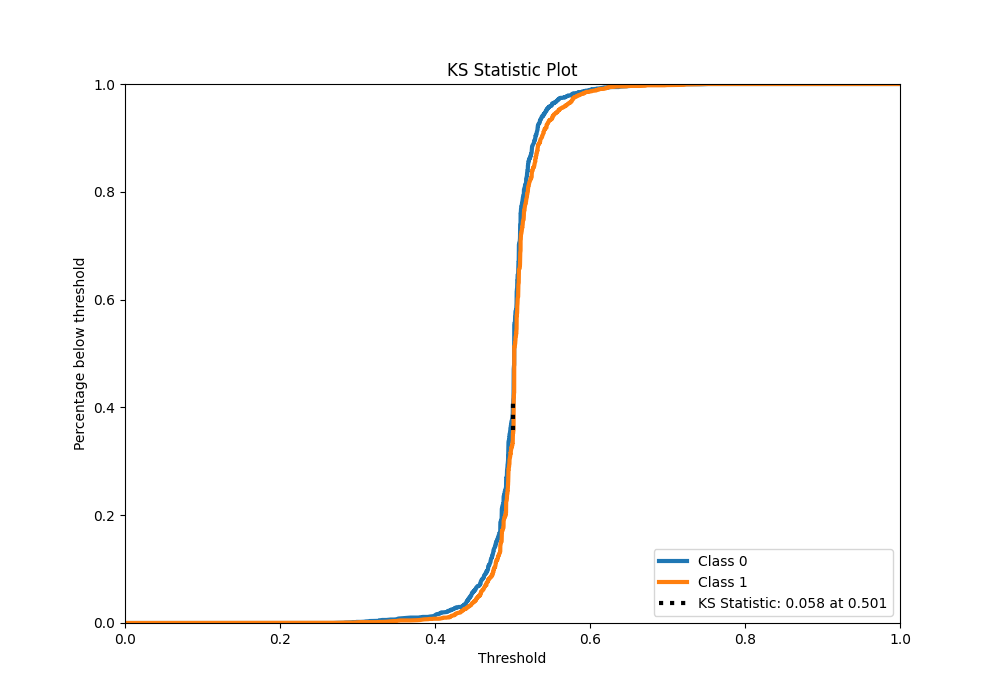 KS Statistic Plot
Percentage below threshold
1.0
0.8
0.6
0.4
0.2
0.0
0.0 0.2 0.4 0.6 0.8 1.0
Threshold
Class 0
Class 1
KS Statistic: 0.058 at 0.501